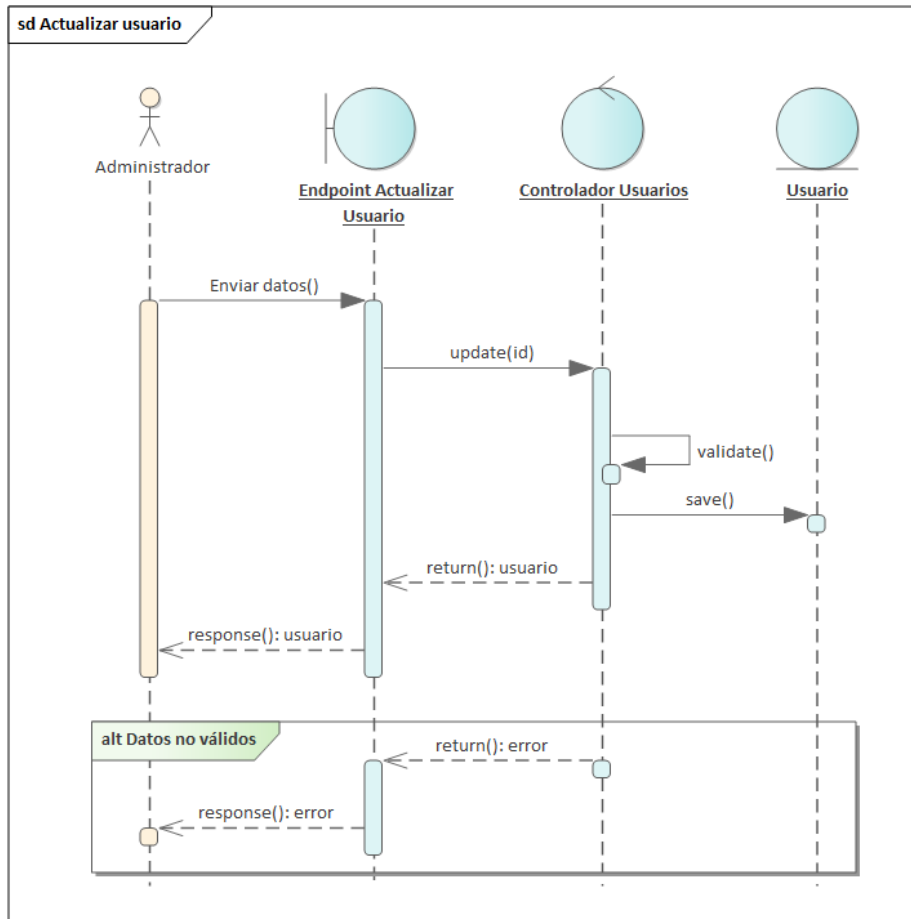 sd Actualizar usuario
Administrador
Endpoint Actualizar
Usuario
Controlador Usuarios
Usuario
Enviar datos()
update(id)
validate()
save()
return(): usuario
response(): usuario
alt Datos no válidos
return(): error
response(): error